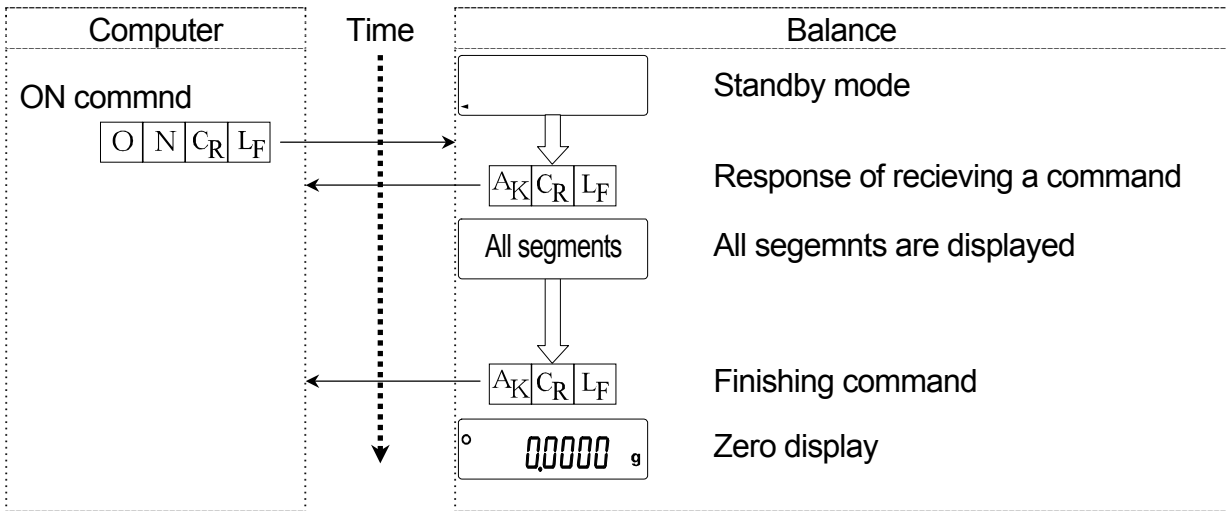 Computer Time Balance
Standby mode
ON commnd
O N CR LF
AK CR LF Response of recieving a command
All segments All segemnts are displayed
AK CR LF Finishing command
0.0000 g Zero display